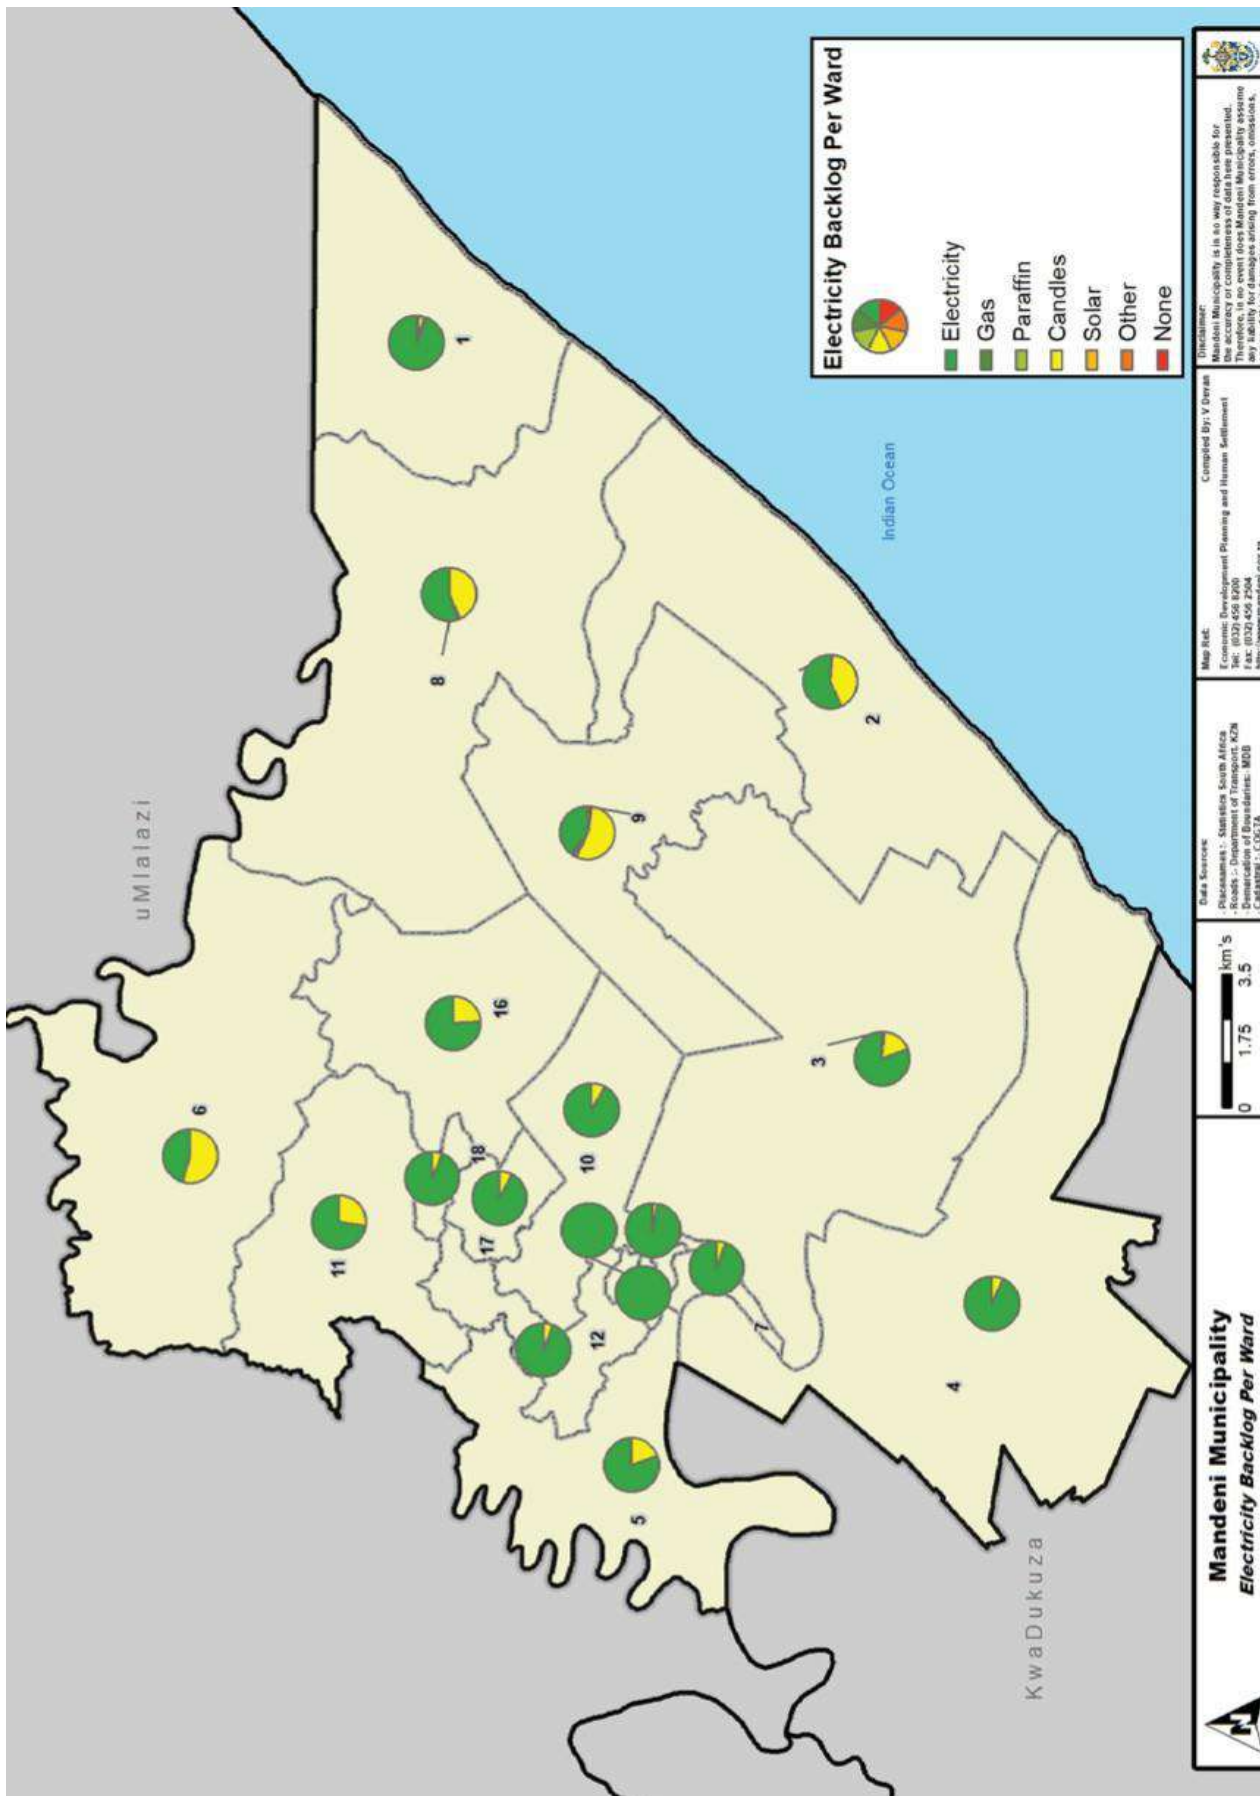 uMlalazi
KwaDukuza
Indian Ocean
1
8
2
9
6
16
3
11
18
10
17
12
7
5
4
Electricity Backlog Per Ward
Electricity
Gas
Paraffin
Candles
Solar
Other
None
N
Mandeni Municipality
Electricity Backlog Per Ward
0 1.75 3.5
km's
Data Sources:
- Placenames :- Statistics South Africa
- Roads :- Department of Transport, KZN
- Demarcation of Boundaries:- MDB
- Cadastral :- COGTA
Map Ref: Compiled By: V Devan
Economic Development Planning and Human Settlement
Tel: (032) 456 8200
Fax: (032) 456 2504
Disclaimer:
Mandeni Municipality is in no way responsible for
the accuracy or completeness of data here presented.
Therefore, in no event does Mandeni Municipality assume
any liability for damages arising from errors, omissions,